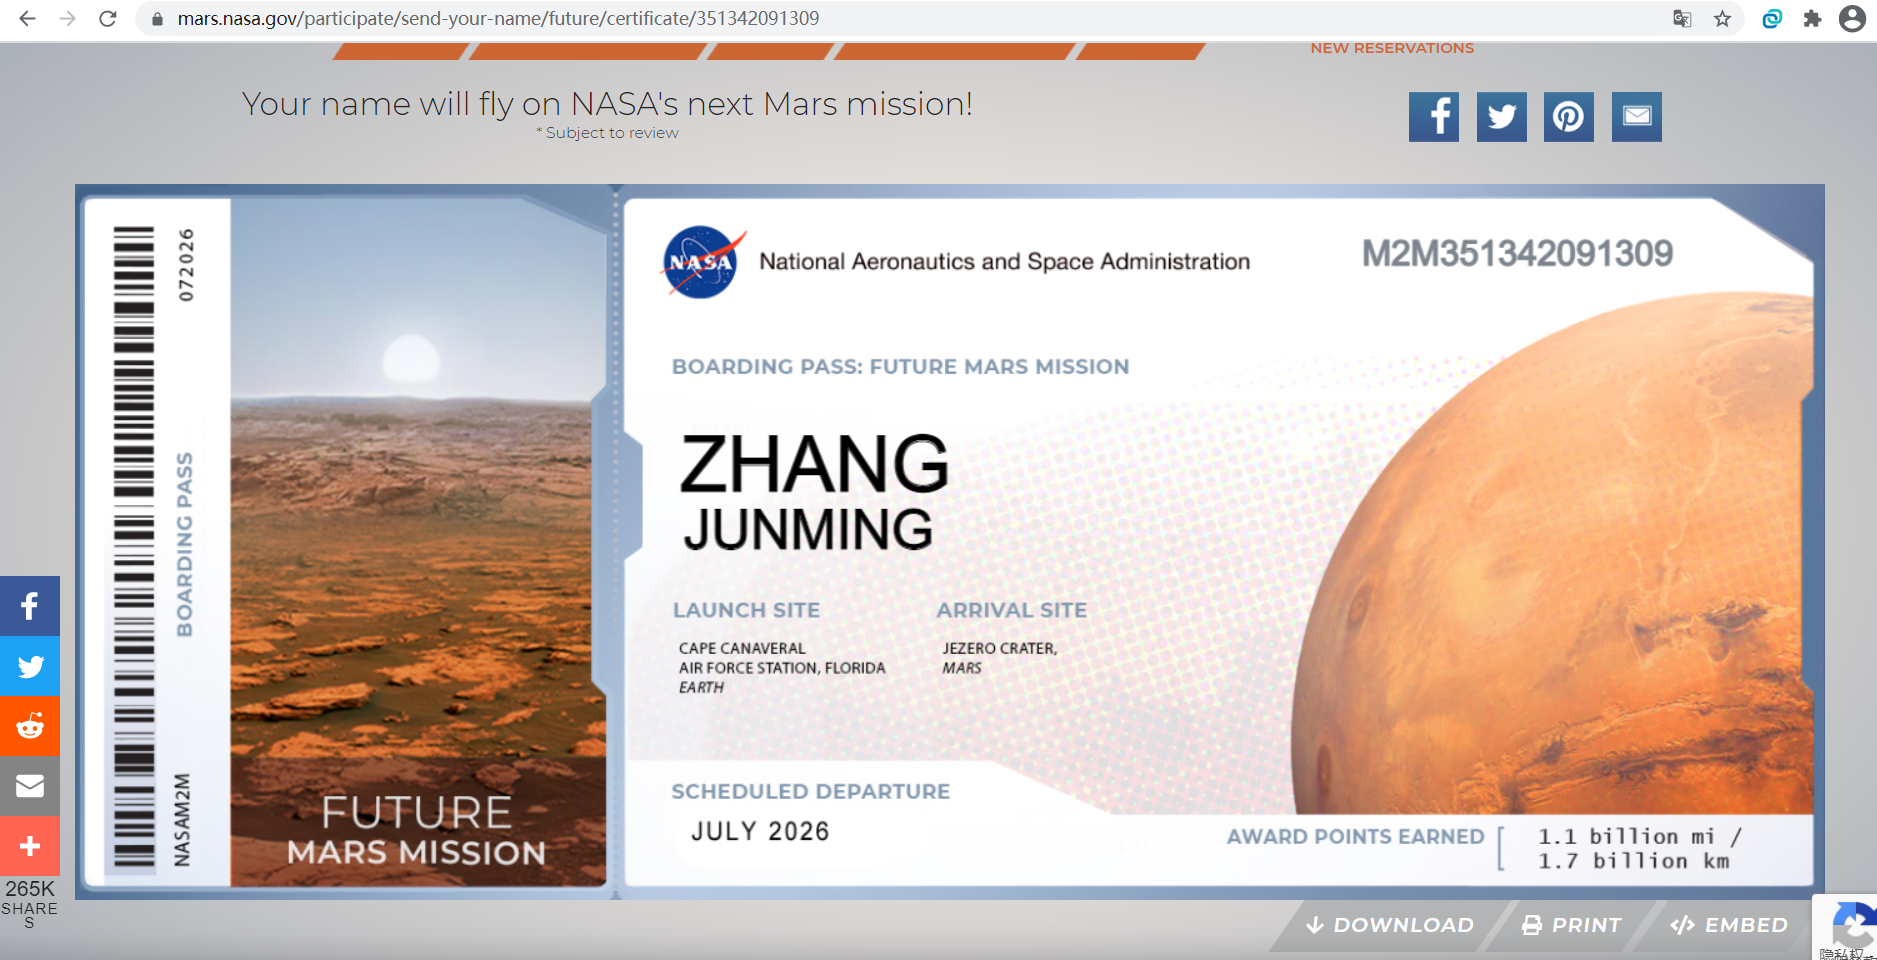 mars.nasa.gov/participate/send-your-name/future/certificate/351342091309
NEW RESERVATIONS
Your name will fly on NASA's next Mars mission!
* Subject to review
072026
BOARDING PASS
NASAM2M
FUTURE
MARS MISSION
NASA
National Aeronautics and Space Administration
M2M351342091309
BOARDING PASS: FUTURE MARS MISSION
ZHANG
JUNMING
LAUNCH SITE
CAPE CANAVERAL
AIR FORCE STATION, FLORIDA
EARTH
ARRIVAL SITE
JEZERO CRATER,
MARS
SCHEDULED DEPARTURE
JULY 2026
AWARD POINTS EARNED
1.1 billion mi /
1.7 billion km
265K
SHARE
S
DOWNLOAD
PRINT
EMBED
隐私权